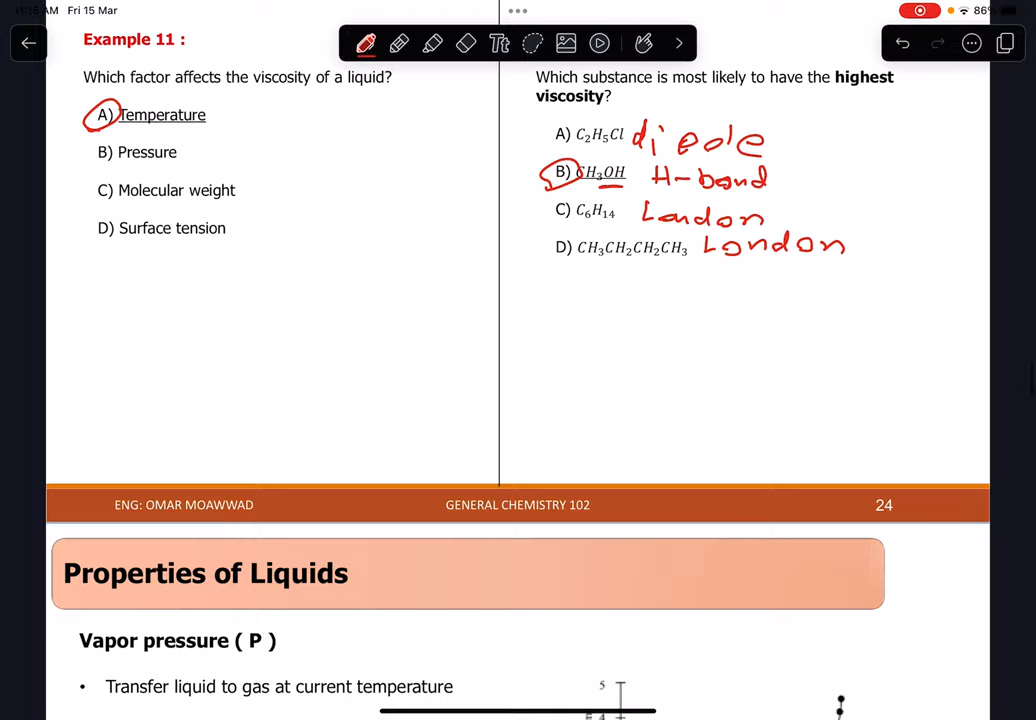 Fri 15 Mar
86%
Example 11 :
Which factor affects the viscosity of a liquid?
A) Temperature
B) Pressure
C) Molecular weight
D) Surface tension
Which substance is most likely to have the highest
viscosity?
A) C₂H₅Cl dipole
B) CH₃OH H-bond
C) C₆H₁₄ London
D) CH₃CH₂CH₂CH₃ London
ENG: OMAR MOAWWAD GENERAL CHEMISTRY 102 24
Properties of Liquids
Vapor pressure ( P )
• Transfer liquid to gas at current temperature
5
4